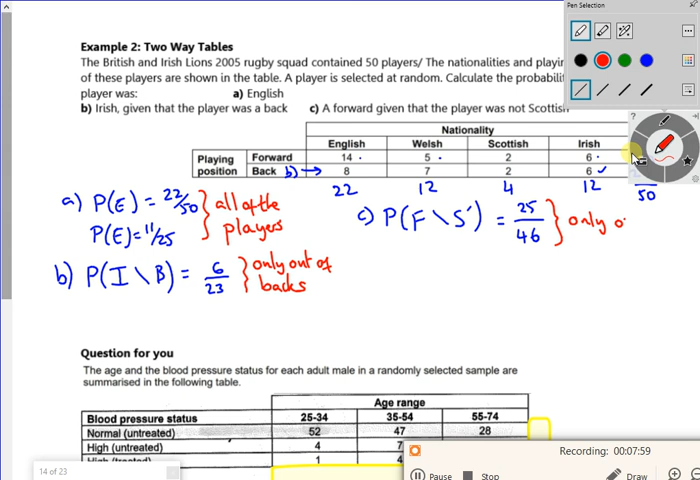 Pen Selection
Example 2: Two Way Tables
The British and Irish Lions 2005 rugby squad contained 50 players/ The nationalities and playi
of these players are shown in the table. A player is selected at random. Calculate the probabilit
player was: a) English
b) Irish, given that the player was a back c) A forward given that the player was not Scottis
Nationality
English Welsh Scottish Irish
Playing position Forward 14 5 2 6
Back b) → 8 7 2 6 ✓
22 12 4 12 50
a) P(E) = 22/50 } all of the
P(E) = 11/25 players
c) P(F \ S') = 25/46 } only o
b) P(I \ B) = 6/23 } only out of
backs
Question for you
The age and the blood pressure status for each adult male in a randomly selected sample are
summarised in the following table.
Age range
Blood pressure status 25-34 35-54 55-74
Normal (untreated) 52 47 28
High (untreated) 4 7
1 4
14 of 23
Recording: 00:07:59
Pause Stop Draw